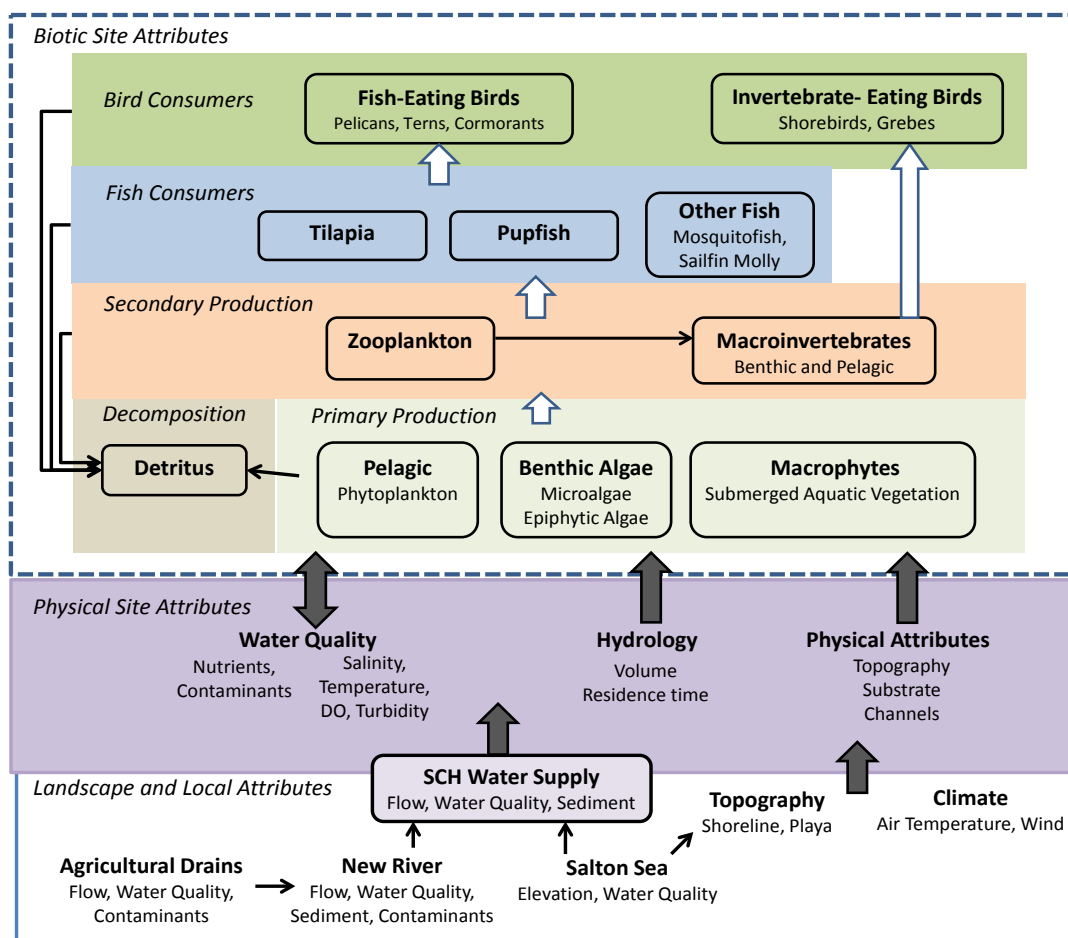 Biotic Site Attributes
Bird Consumers
Fish-Eating Birds
Pelicans, Terns, Cormorants
Invertebrate- Eating Birds
Shorebirds, Grebes
Fish Consumers
Tilapia
Pupfish
Other Fish
Mosquitofish,
Sailfin Molly
Secondary Production
Zooplankton
Macroinvertebrates
Benthic and Pelagic
Decomposition
Detritus
Primary Production
Pelagic
Phytoplankton
Benthic Algae
Microalgae
Epiphytic Algae
Macrophytes
Submerged Aquatic Vegetation
Physical Site Attributes
Water Quality
Nutrients,
Contaminants
Salinity,
Temperature,
DO, Turbidity
Hydrology
Volume
Residence time
Physical Attributes
Topography
Substrate
Channels
Landscape and Local Attributes
SCH Water Supply
Flow, Water Quality, Sediment
Topography
Shoreline, Playa
Climate
Air Temperature, Wind
Agricultural Drains
Flow, Water Quality,
Contaminants
New River
Flow, Water Quality,
Sediment, Contaminants
Salton Sea
Elevation, Water Quality